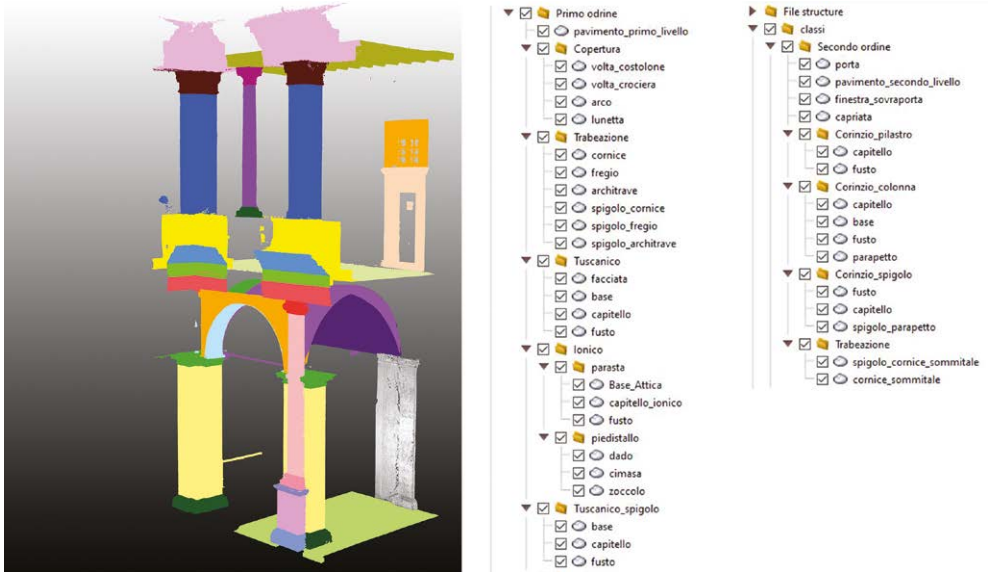 Primo odrine
pavimento_primo_livello
Copertura
volta_costolone
volta_crociera
arco
lunetta
Trabeazione
cornice
fregio
architrave
spigolo_cornice
spigolo_fregio
spigolo_architrave
Tuscanico
facciata
base
capitello
fusto
Ionico
parasta
Base_Attica
capitello_ionico
fusto
piedistallo
dado
cimasa
zoccolo
Tuscanico_spigolo
base
capitello
fusto
File structure
classi
Secondo ordine
porta
pavimento_secondo_livello
finestra_sovraporta
capriata
Corinzio_pilastro
capitello
fusto
Corinzio_colonna
capitello
base
fusto
parapetto
Corinzio_spigolo
fusto
capitello
spigolo_parapetto
Trabeazione
spigolo_cornice_sommitale
cornice_sommitale